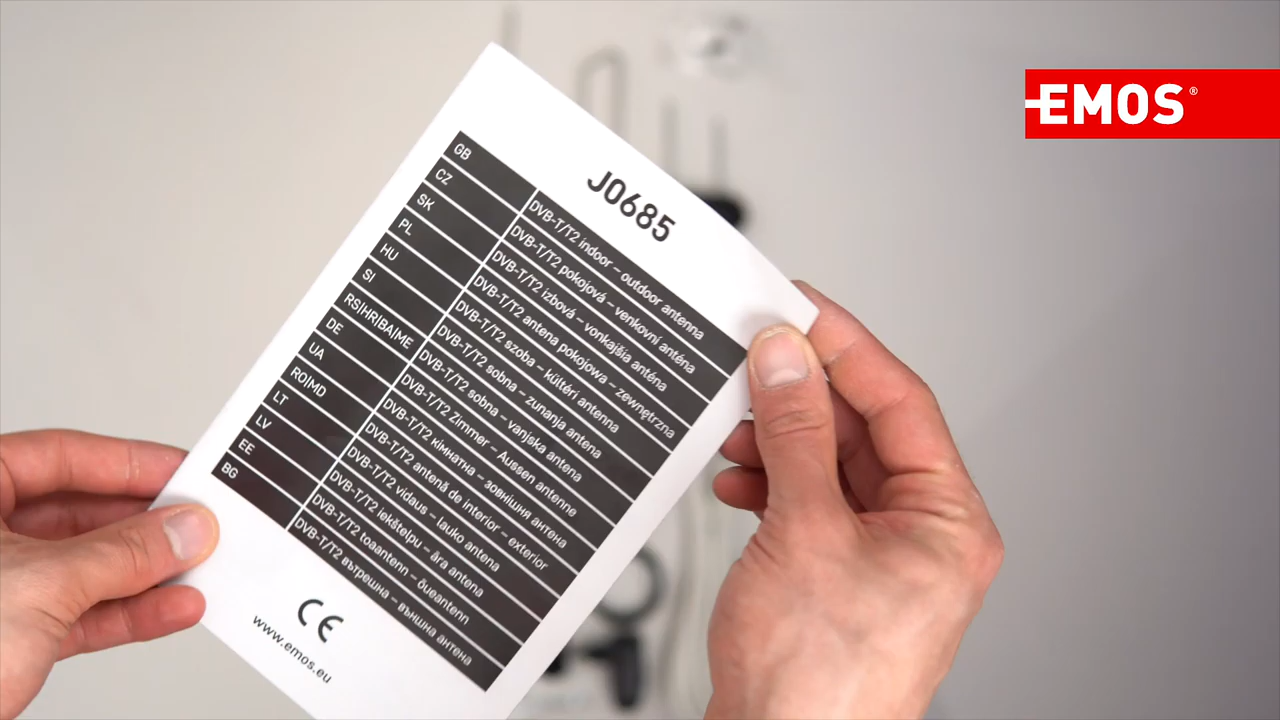 EMOS®
J0685
GB DVB-T/T2 indoor – outdoor antenna
CZ DVB-T/T2 pokojová – venkovní anténa
SK DVB-T/T2 izbová – vonkajšia anténa
PL DVB-T/T2 antena pokojowa – zewnętrzna
HU DVB-T/T2 szoba – kültéri antenna
SI DVB-T/T2 sobna – zunanja antena
RS|HR|BA|ME DVB-T/T2 sobna – vanjska antena
DE DVB-T/T2 Zimmer – Aussen antenne
UA DVB-T/T2 кімнатна – зовнішня антена
RO|MD DVB-T/T2 antenă de interior – exterior
LT DVB-T/T2 vidaus – lauko antena
LV DVB-T/T2 iekštelpu – āra antena
EE DVB-T/T2 toaantenn – õueantenn
BG DVB-T/T2 вътрешна – външна антена
CE
www.emos.eu